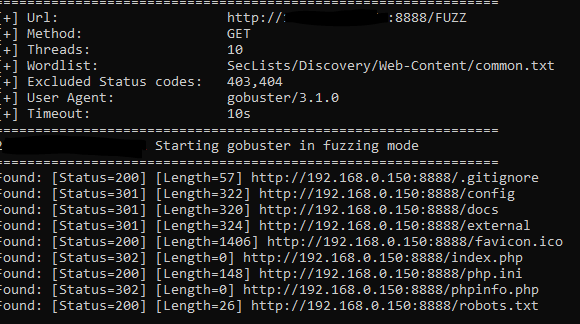 ===============================================================
[+] Url: http:// :8888/FUZZ
[+] Method: GET
[+] Threads: 10
[+] Wordlist: SecLists/Discovery/Web-Content/common.txt
[+] Excluded Status codes: 403,404
[+] User Agent: gobuster/3.1.0
[+] Timeout: 10s
===============================================================
2 Starting gobuster in fuzzing mode
===============================================================
Found: [Status=200] [Length=57] http://192.168.0.150:8888/.gitignore
Found: [Status=301] [Length=322] http://192.168.0.150:8888/config
Found: [Status=301] [Length=320] http://192.168.0.150:8888/docs
Found: [Status=301] [Length=324] http://192.168.0.150:8888/external
Found: [Status=200] [Length=1406] http://192.168.0.150:8888/favicon.ico
Found: [Status=302] [Length=0] http://192.168.0.150:8888/index.php
Found: [Status=200] [Length=148] http://192.168.0.150:8888/php.ini
Found: [Status=302] [Length=0] http://192.168.0.150:8888/phpinfo.php
Found: [Status=200] [Length=26] http://192.168.0.150:8888/robots.txt